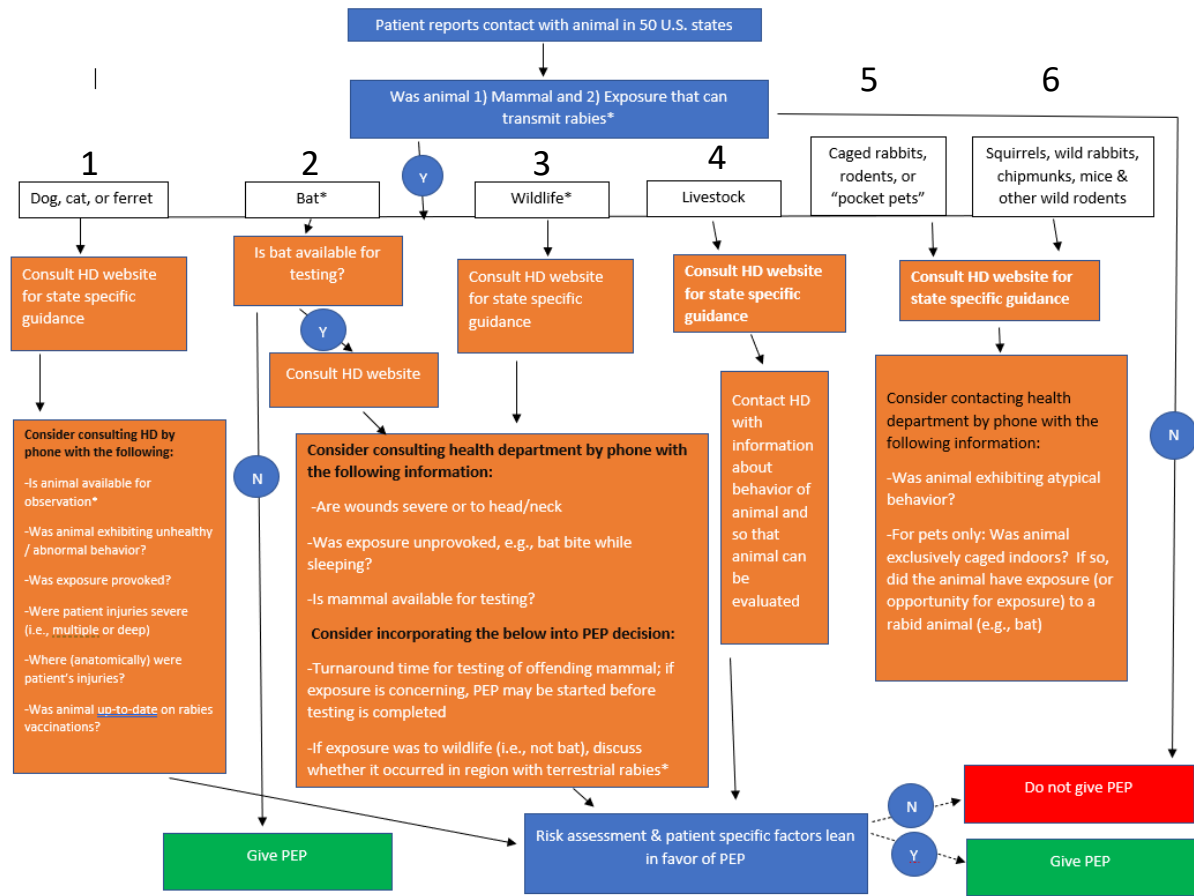 Patient reports contact with animal in 50 U.S. states
Was animal 1) Mammal and 2) Exposure that can
transmit rabies*
Y
N
1
Dog, cat, or ferret
Consult HD website
for state specific
guidance
Consider consulting HD by
phone with the following:
-Is animal available for
observation*
-Was animal exhibiting unhealthy
/ abnormal behavior?
-Was exposure provoked?
-Were patient injuries severe
(i.e., multiple or deep)
-Where (anatomically) were
patient's injuries?
-Was animal up-to-date on rabies
vaccinations?
2
Bat*
Is bat available for
testing?
Y
N
Consult HD website
Give PEP
3
Wildlife*
Consult HD website
for state specific
guidance
Consider consulting health department by phone with
the following information:
-Are wounds severe or to head/neck
-Was exposure unprovoked, e.g., bat bite while
sleeping?
-Is mammal available for testing?
Consider incorporating the below into PEP decision:
-Turnaround time for testing of offending mammal; if
exposure is concerning, PEP may be started before
testing is completed
-If exposure was to wildlife (i.e., not bat), discuss
whether it occurred in region with terrestrial rabies*
4
Livestock
Consult HD website
for state specific
guidance
Contact HD
with
information
about
behavior of
animal and
so that
animal can
be
evaluated
5
Caged rabbits,
rodents, or
“pocket pets”
6
Squirrels, wild rabbits,
chipmunks, mice &
other wild rodents
Consult HD website for
state specific guidance
Consider contacting health
department by phone with the
following information:
-Was animal exhibiting atypical
behavior?
-For pets only: Was animal
exclusively caged indoors?  If so,
did the animal have exposure (or
opportunity for exposure) to a
rabid animal (e.g., bat)
Risk assessment & patient specific factors lean
in favor of PEP
N
Do not give PEP
Y
Give PEP